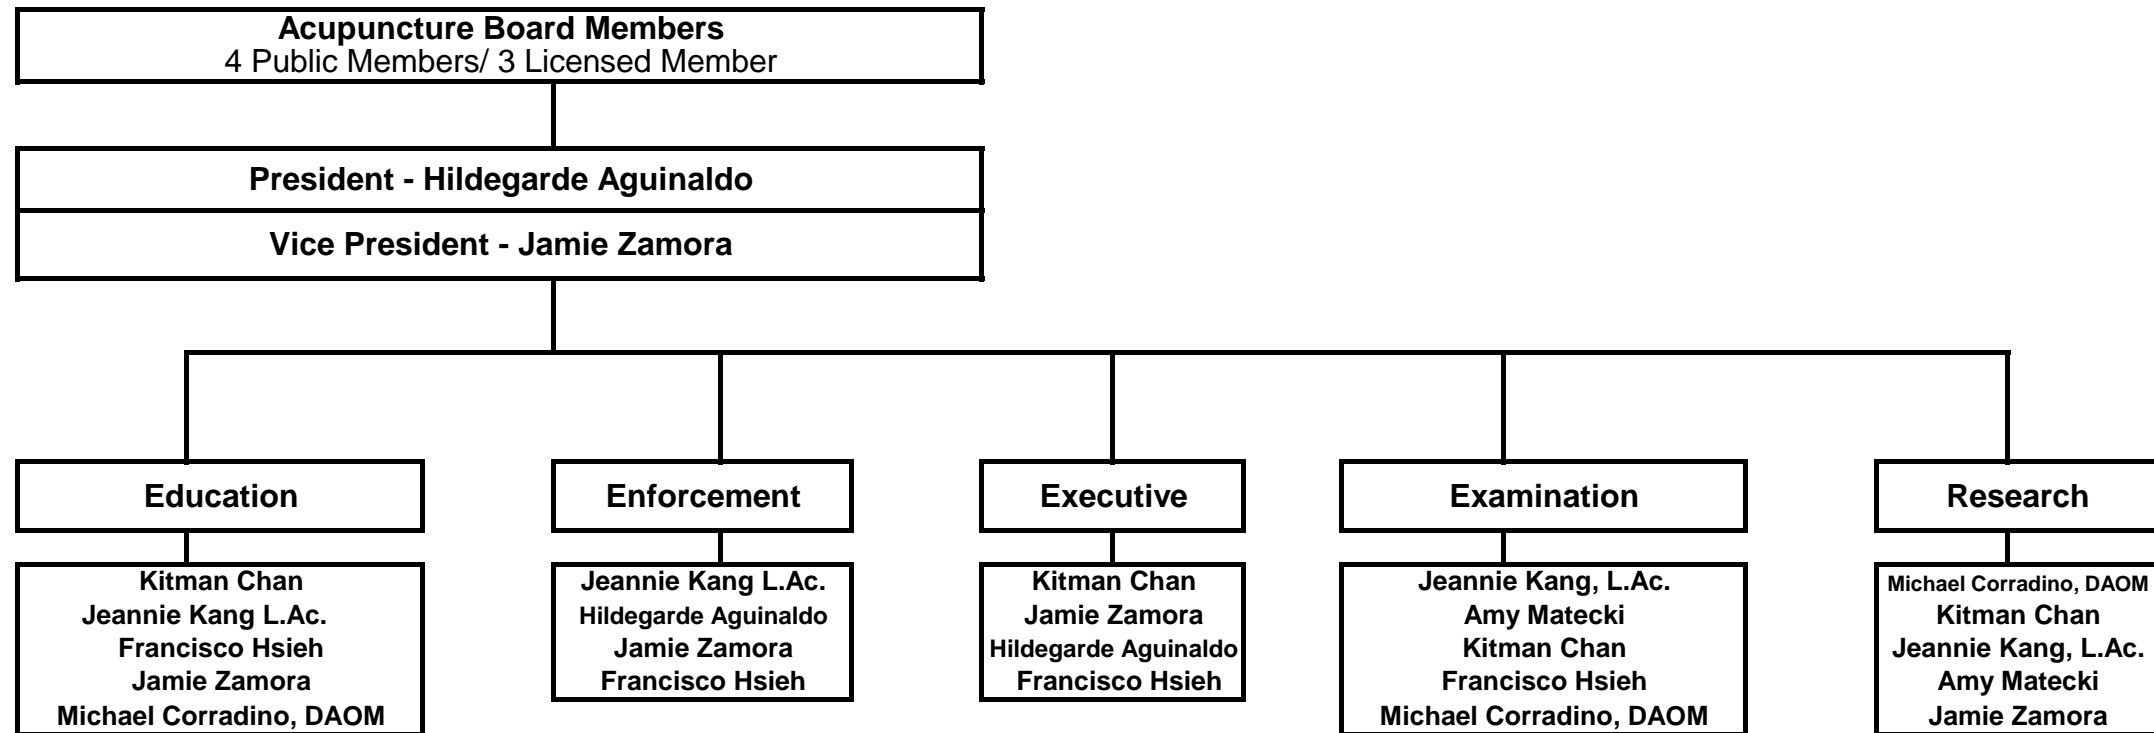 Acupuncture Board Members
4 Public Members/ 3 Licensed Member
President - Hildegarde Aguinaldo
Vice President - Jamie Zamora
Education
Kitman Chan
Jeannie Kang L.Ac.
Francisco Hsieh
Jamie Zamora
Michael Corradino, DAOM
Enforcement
Jeannie Kang L.Ac.
Hildegarde Aguinaldo
Jamie Zamora
Francisco Hsieh
Executive
Kitman Chan
Jamie Zamora
Hildegarde Aguinaldo
Francisco Hsieh
Examination
Jeannie Kang, L.Ac.
Amy Matecki
Kitman Chan
Francisco Hsieh
Michael Corradino, DAOM
Research
Michael Corradino, DAOM
Kitman Chan
Jeannie Kang, L.Ac.
Amy Matecki
Jamie Zamora